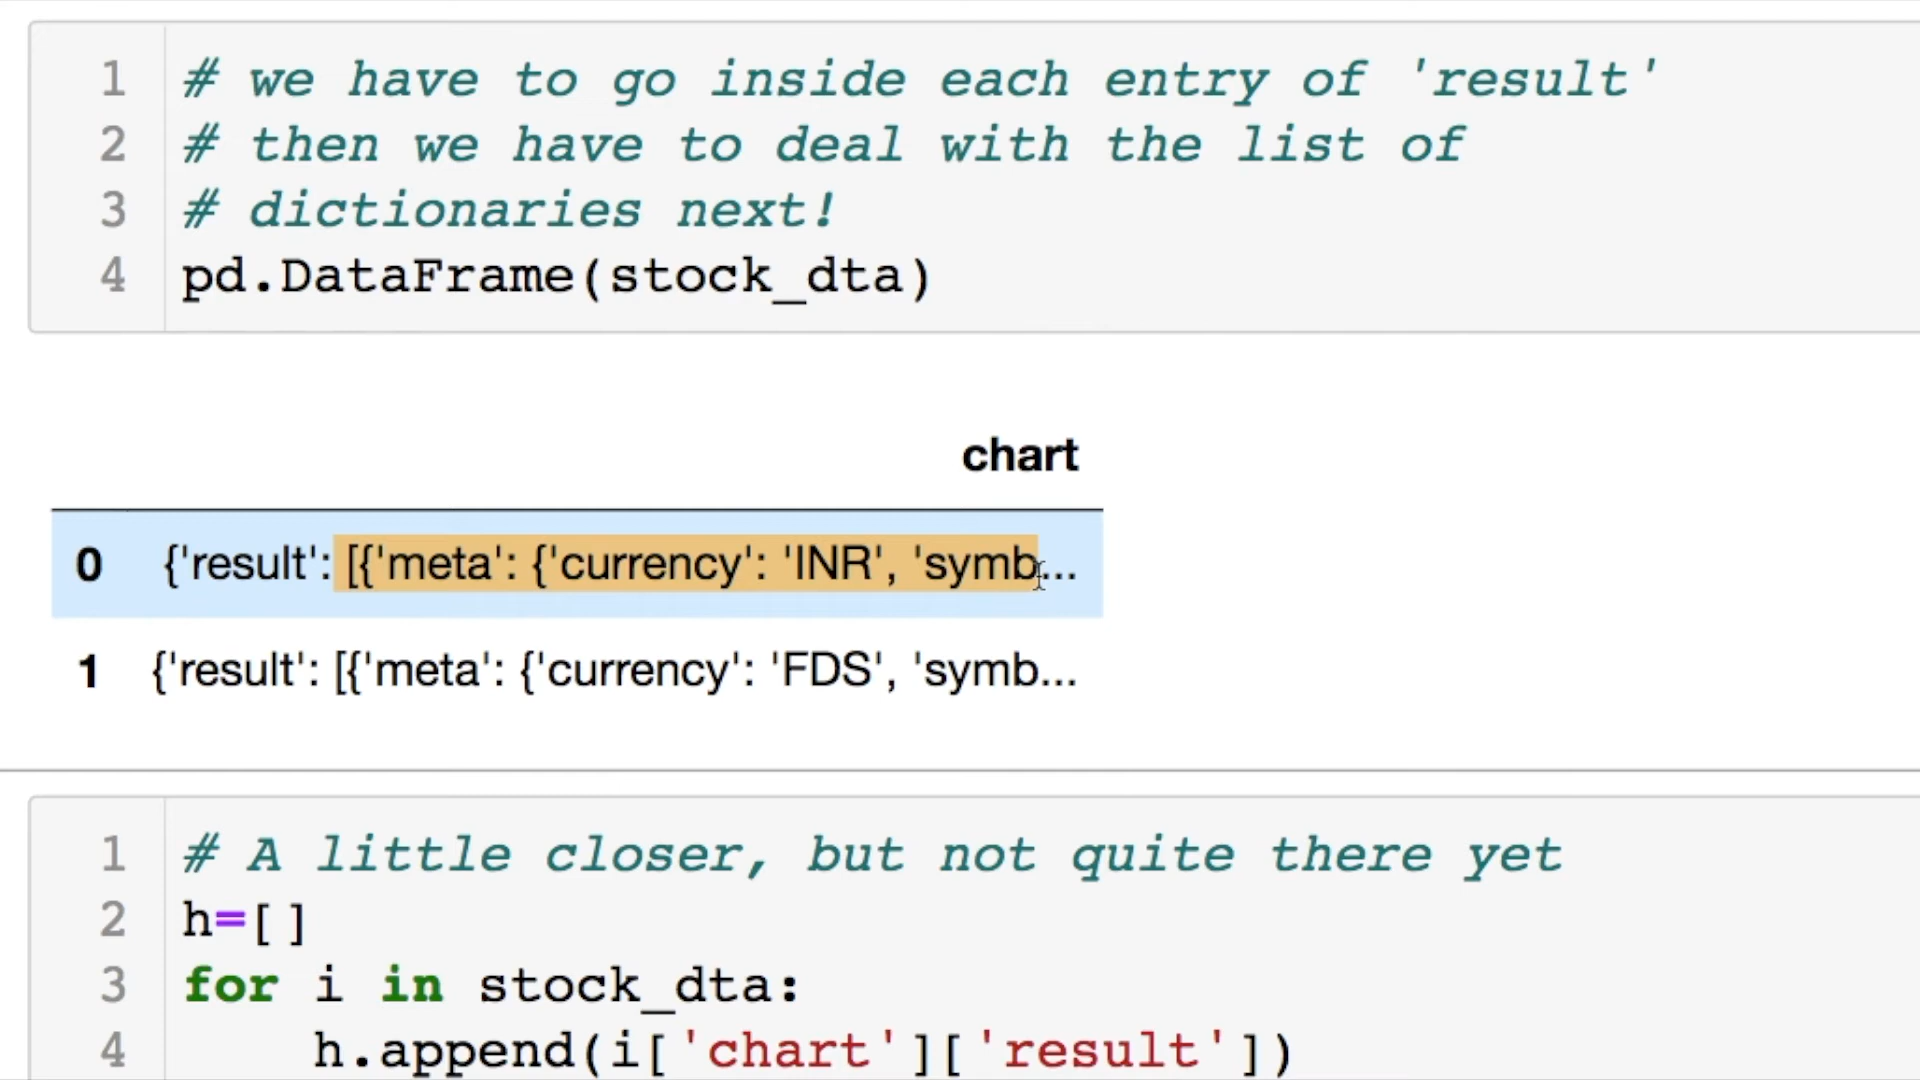 1 # we have to go inside each entry of 'result'
2 # then we have to deal with the list of
3 # dictionaries next!
4 pd.DataFrame(stock_dta)
chart
0 {'result': [{'meta': {'currency': 'INR', 'symb...
1 {'result': [{'meta': {'currency': 'FDS', 'symb...
1 # A little closer, but not quite there yet
2 h=[]
3 for i in stock_dta:
4 h.append(i['chart']['result'])